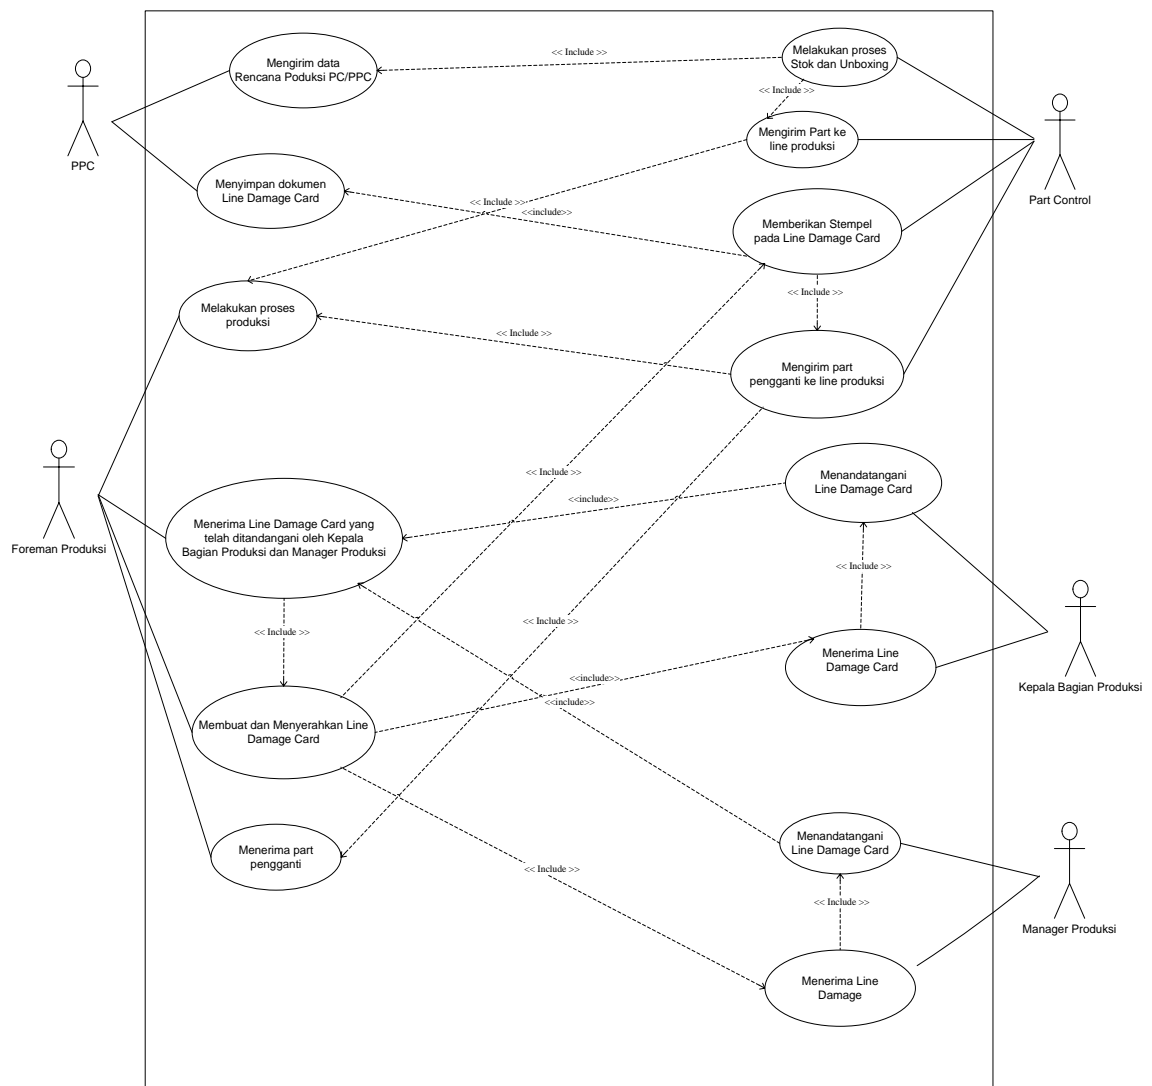 << Include >>
Melakukan proses
Stok dan Unboxing
Mengirim data
Rencana Poduksi PC/PPC
<< Include >>
Mengirim Part ke
line produksi
PPC
Part Control
Menyimpan dokumen
Line Damage Card
<< Include >>
<<include>>
Memberikan Stempel
pada Line Damage Card
<< Include >>
Melakukan proses
produksi
<< Include >>
Mengirim part
pengganti ke line produksi
<< Include >>
Menandatangani
Line Damage Card
<<include>>
Menerima Line Damage Card yang
telah ditandangani oleh Kepala
Bagian Produksi dan Manager Produksi
Foreman Produksi
<< Include >>
<< Include >>
<< Include >>
Menerima Line
Damage Card
<<include>>
Kepala Bagian Produksi
<<include>>
Membuat dan Menyerahkan Line
Damage Card
Menerima part
pengganti
Menandatangani
Line Damage Card
<< Include >>
<< Include >>
Manager Produksi
Menerima Line
Damage